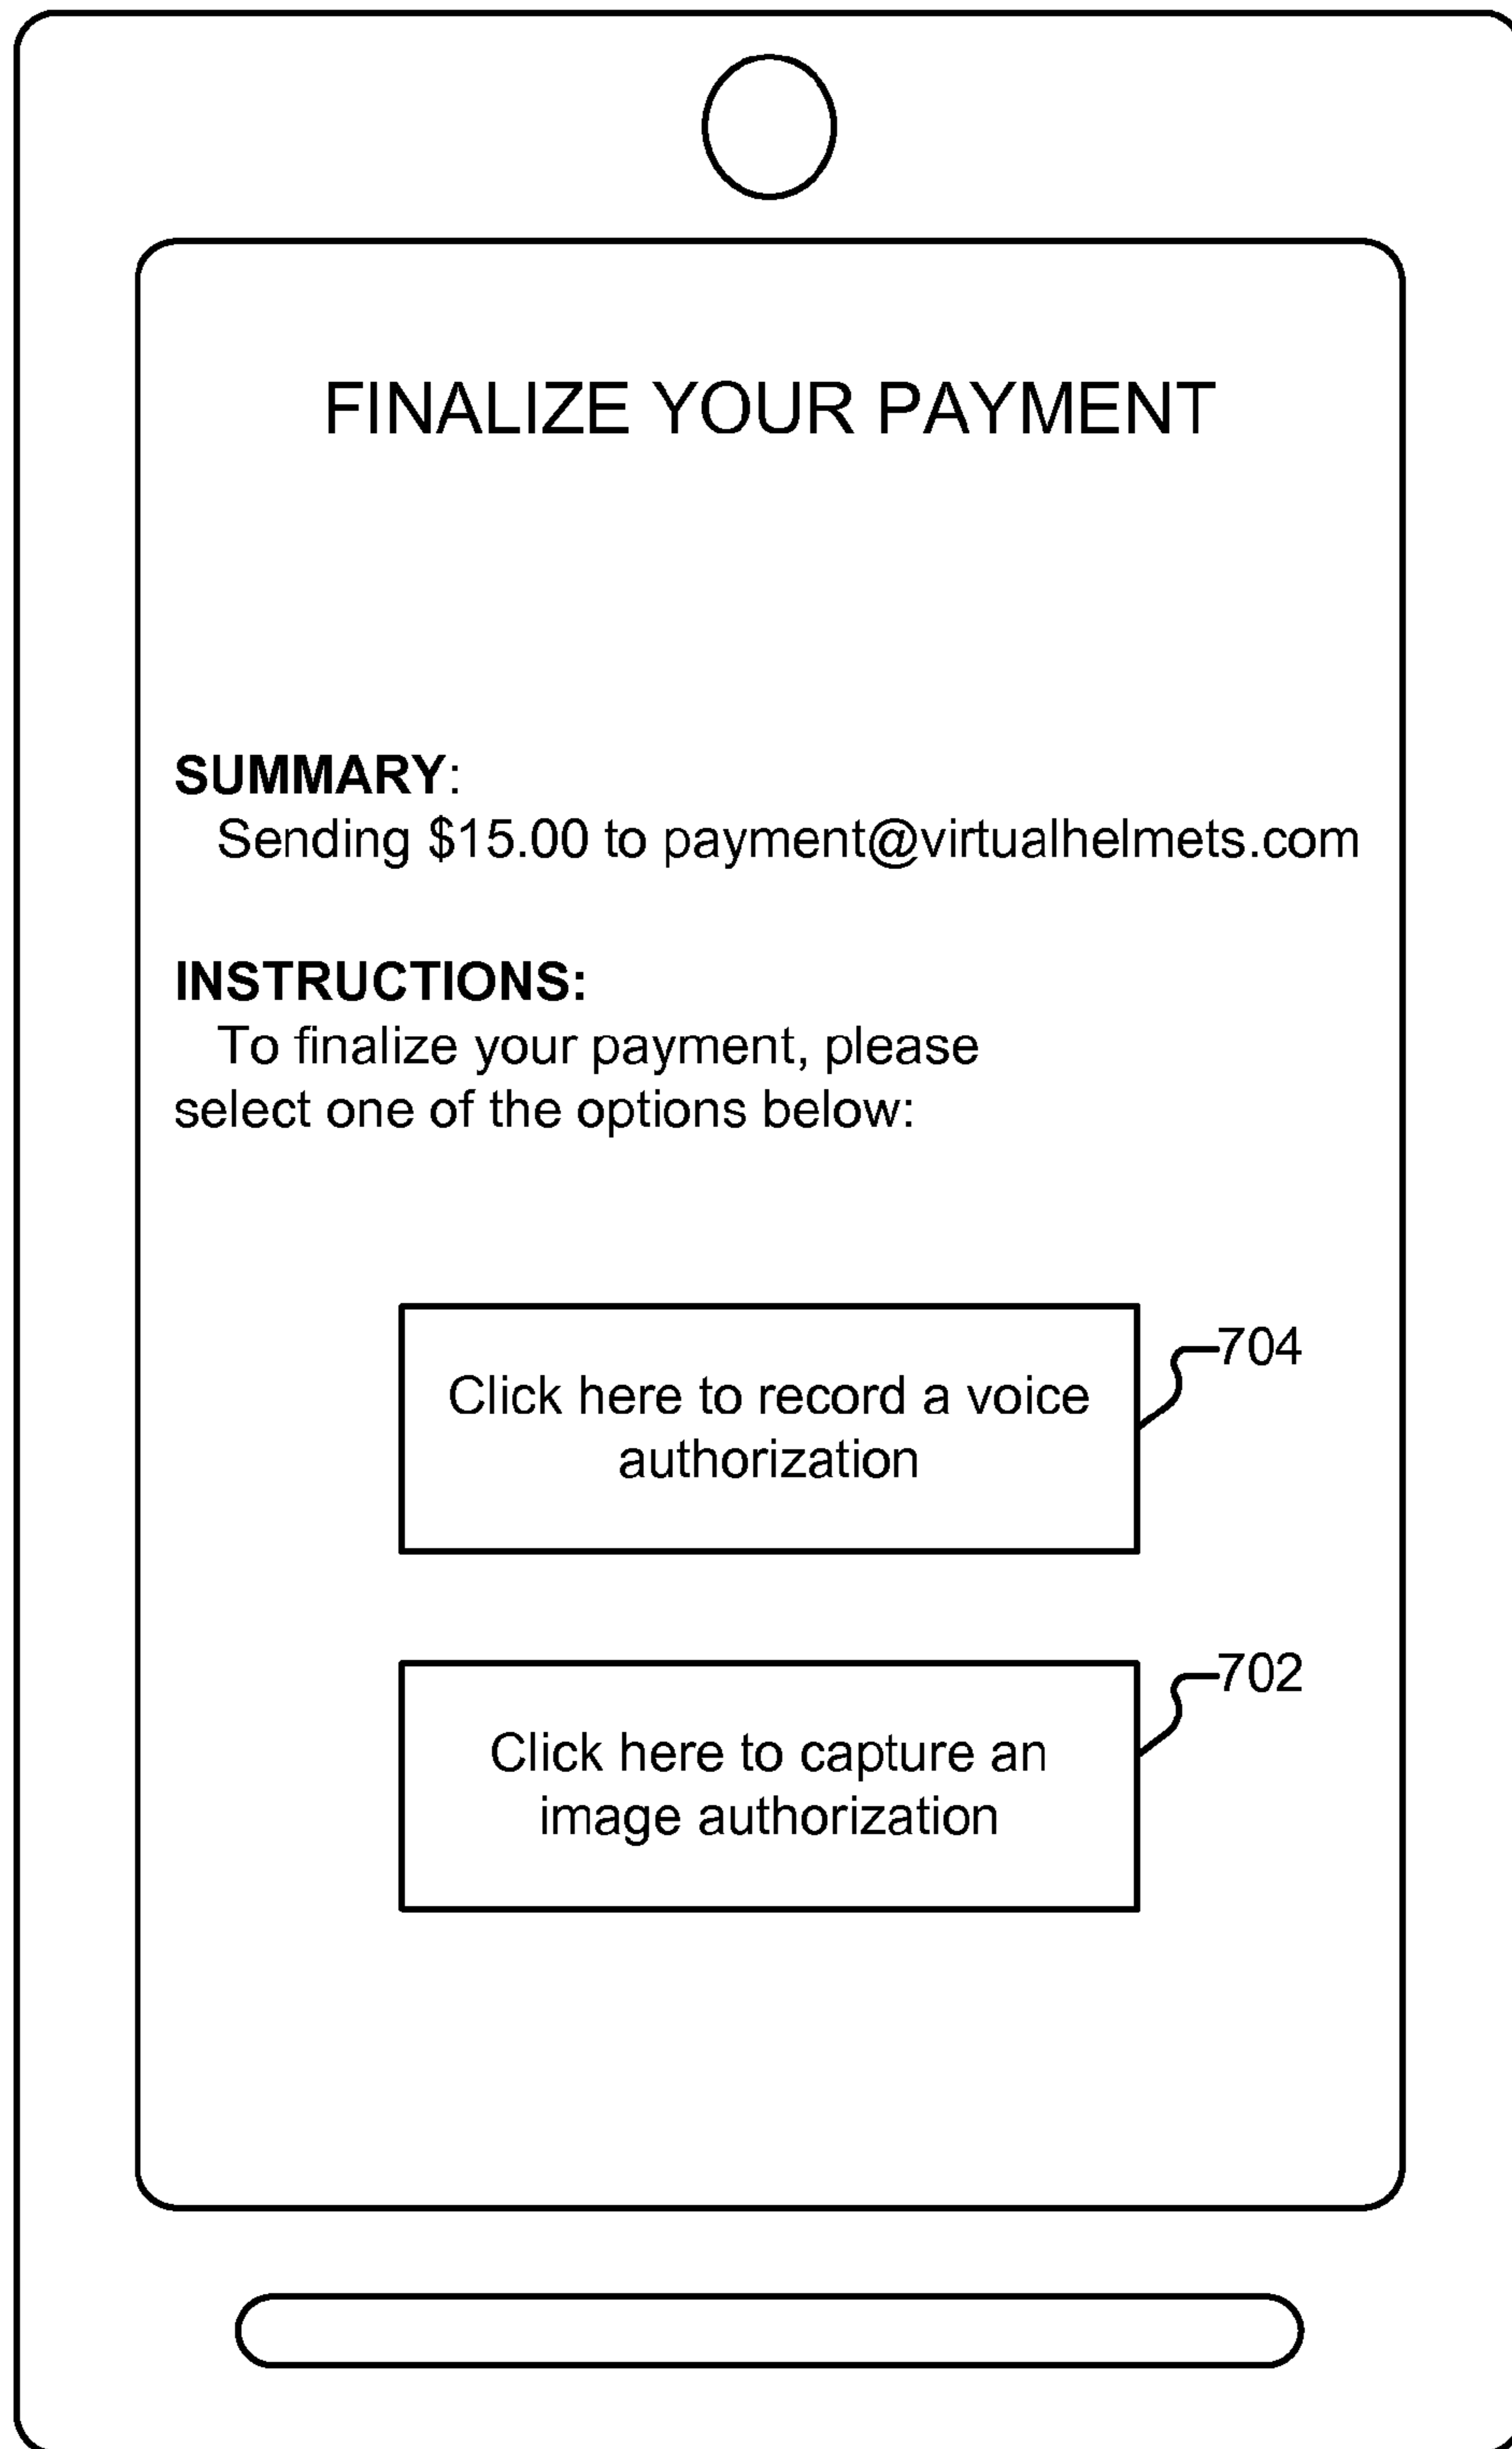 FINALIZE YOUR PAYMENT
SUMMARY:
Sending $15.00 to payment@virtualhelmets.com
INSTRUCTIONS:
To finalize your payment, please
select one of the options below:
704
Click here to record a voice
authorization
702
Click here to capture an
image authorization